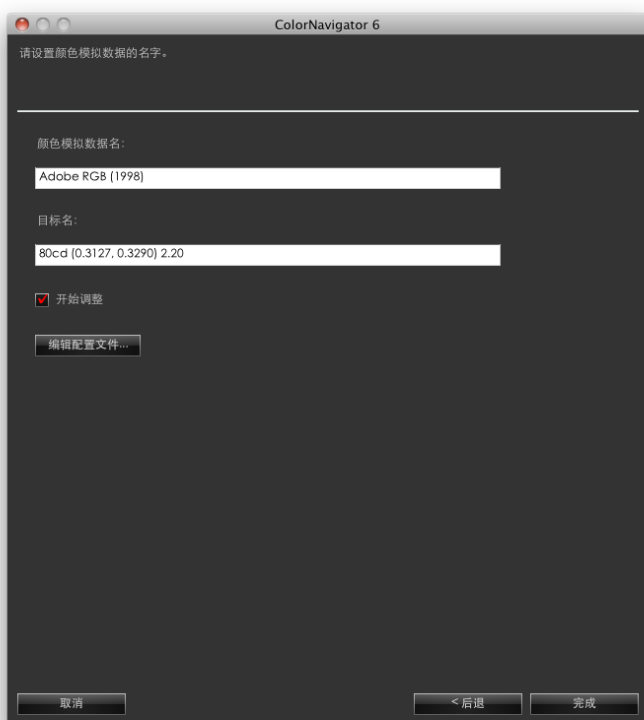 ColorNavigator 6
请设置颜色模拟数据的名字。
颜色模拟数据名:
Adobe RGB (1998)
目标名:
80cd (0.3127, 0.3290) 2.20
开始调整
编辑配置文件...
取消
< 后退
完成